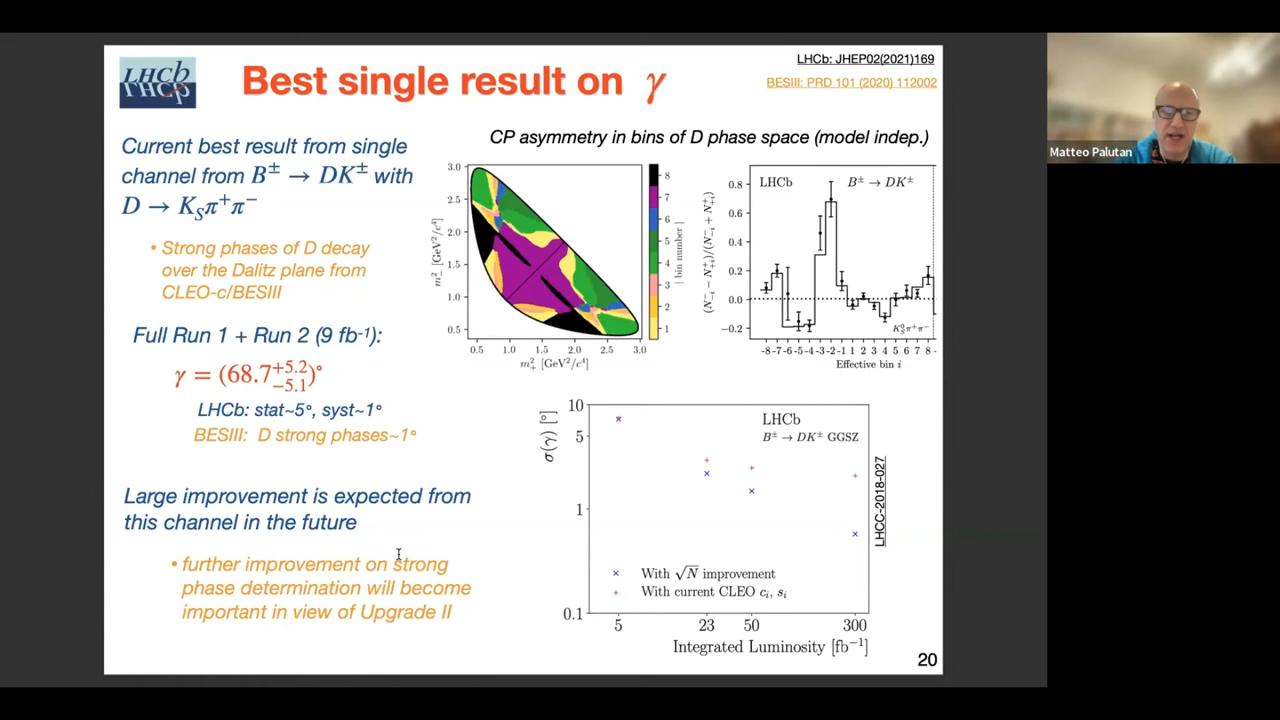 LHCb
LHCp
Best single result on γ
LHCb: JHEP02(2021)169
BESIII: PRD 101 (2020) 112002
Matteo Palutan
Current best result from single
channel from B± → DK± with
D → K_Sπ⁺π⁻
• Strong phases of D decay
over the Dalitz plane from
CLEO-c/BESIII
Full Run 1 + Run 2 (9 fb⁻¹):
γ = (68.7 +5.2 −5.1)°
LHCb: stat~5°, syst~1°
BESIII: D strong phases~1°
Large improvement is expected from
this channel in the future
• further improvement on strong
phase determination will become
important in view of Upgrade II
CP asymmetry in bins of D phase space (model indep.)
m²₋ [GeV²/c⁴]
3.0
2.5
2.0
1.5
1.0
0.5
0.5 1.0 1.5 2.0 2.5 3.0
m²₊ [GeV²/c⁴]
8
7
6
5
4
3
2
1
| bin number |
(N⁻₋ᵢ − N⁺₊ᵢ)/(N⁻₋ᵢ + N⁺₊ᵢ)
LHCb B± → DK±
0.8
0.6
0.4
0.2
0.0
−0.2
K⁰_Sπ⁺π⁻
-8 -7 -6 -5 -4 -3 -2 -1 1 2 3 4 5 6 7 8
Effective bin i
σ(γ) [°]
10
5
1
0.1
LHCb
B± → DK± GGSZ
× With √N improvement
+ With current CLEO cᵢ, sᵢ
5 23 50 300
Integrated Luminosity [fb⁻¹]
LHCC-2018-027
20